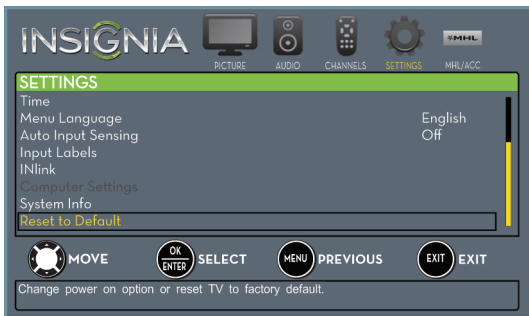 INSIGNIA
PICTURE AUDIO CHANNELS SETTINGS MHL MHL/ACC
SETTINGS
Time
Menu Language English
Auto Input Sensing Off
Input Labels
INlink
Computer Settings
System Info
Reset to Default
MOVE OK ENTER SELECT MENU PREVIOUS EXIT EXIT
Change power on option or reset TV to factory default.